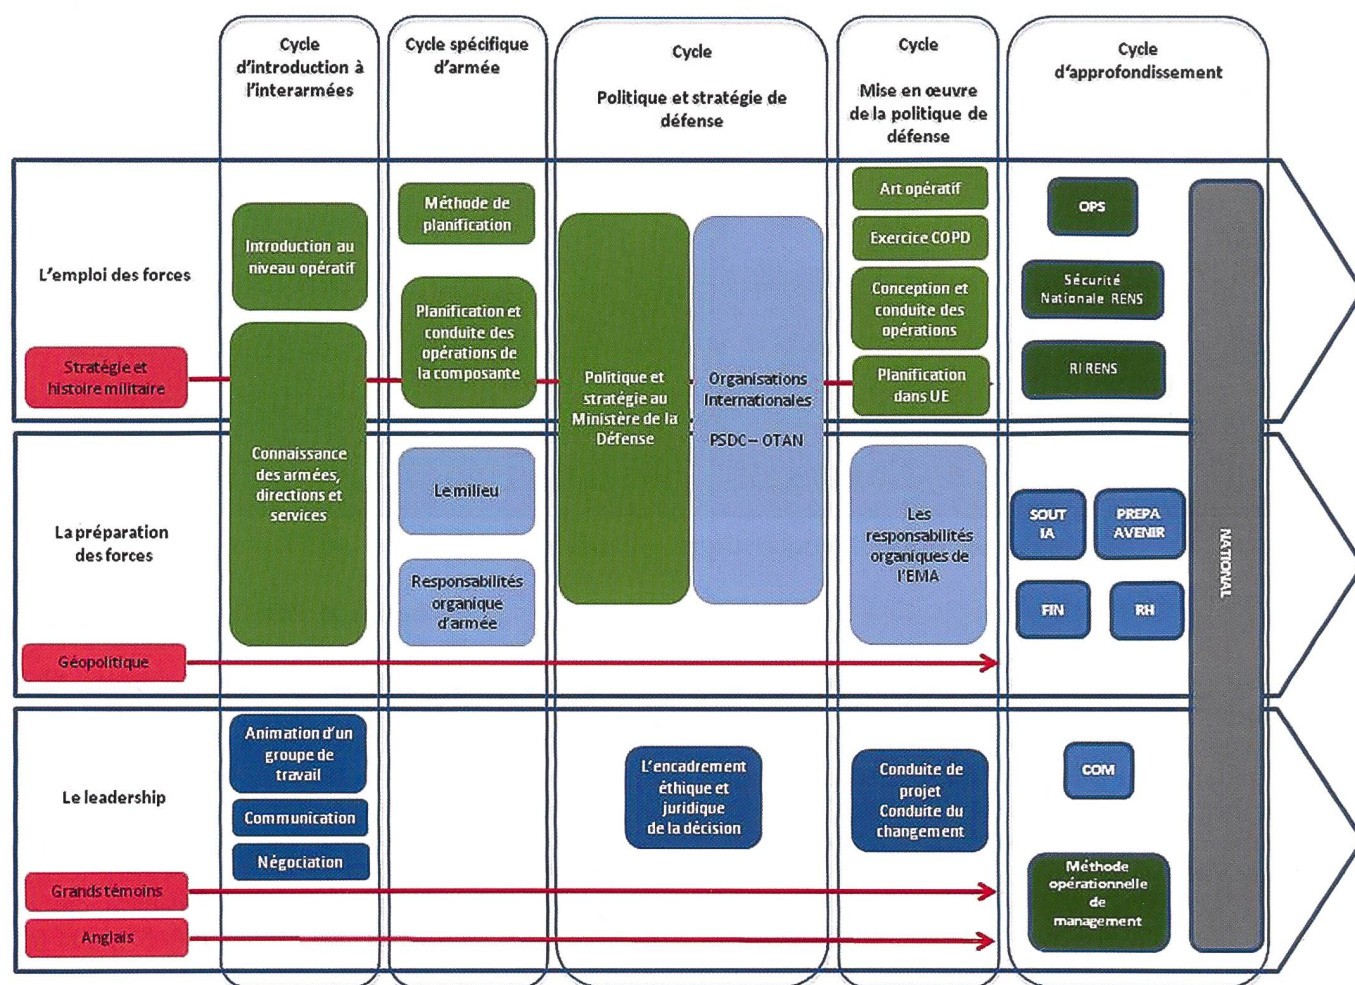 Cycle
d'introduction à
l'interarmées
Cycle spécifique
d'armée
Cycle
Politique et stratégie de
défense
Cycle
Mise en œuvre
de la politique de
défense
Cycle
d'approfondissement
L'emploi des forces
Stratégie et
histoire militaire
Introduction au
niveau opératif
Connaissance
des armées,
directions et
services
Méthode de
planification
Planification et
conduite des
opérations de
la composante
Politique et
stratégie au
Ministère de la
Défense
Organisations
Internationales
PSDC – OTAN
Art opératif
Exercice COPD
Conception et
conduite des
opérations
Planification
dans UE
OPS
Sécurité
Nationale RENS
RI RENS
NATIONAL
La préparation
des forces
Géopolitique
Le milieu
Responsabilités
organique
d'armée
Les
responsabilités
organiques de
l'EMA
SOUT
IA
PREPA
AVENIR
FIN
RH
Le leadership
Grands témoins
Anglais
Animation d'un
groupe de
travail
Communication
Négociation
L'encadrement
éthique et
juridique
de la décision
Conduite de
projet
Conduite du
changement
COM
Méthode
opérationnelle
de
management